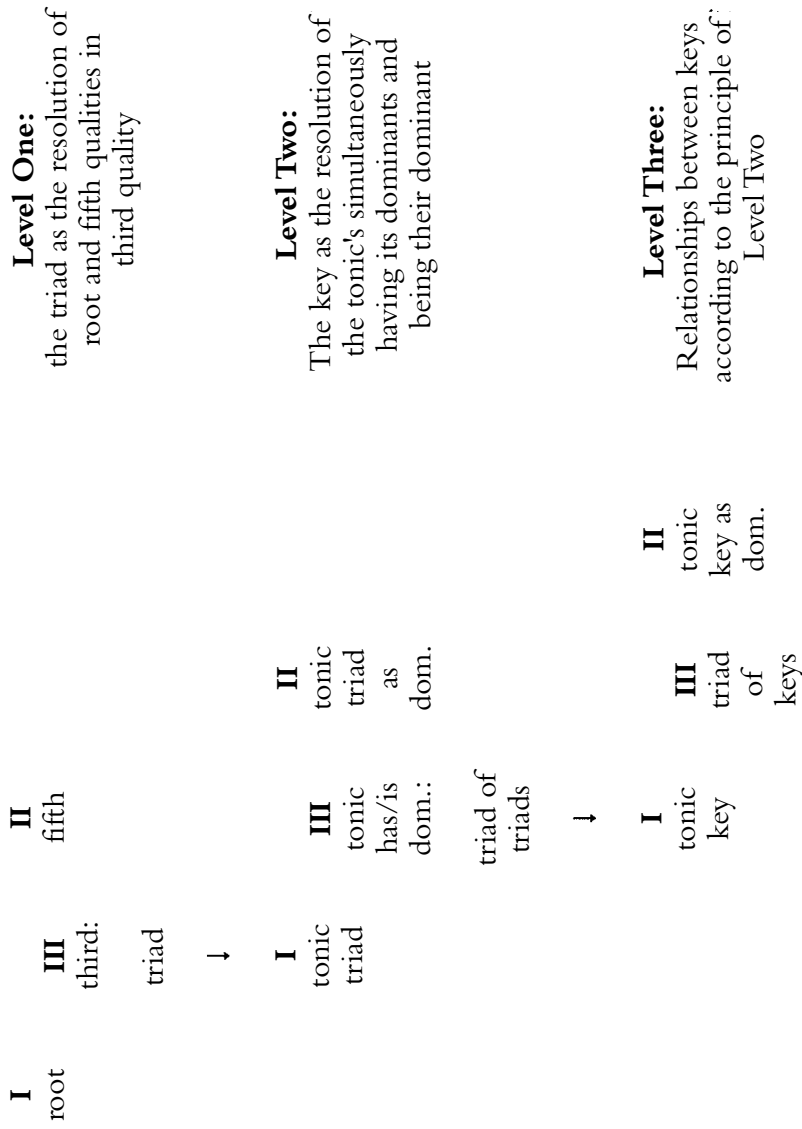 I
root
III
third:
triad
II
fifth
Level One:
the triad as the resolution of
root and fifth qualities in
third quality
I
tonic
triad
III
tonic
has/is
dom.:
triad of
triads
II
tonic
triad
as
dom.
Level Two:
The key as the resolution of
the tonic's simultaneously
having its dominants and
being their dominant
I
tonic
key
III
triad
of
keys
II
tonic
key as
dom.
Level Three:
Relationships between keys
according to the principle of
Level Two